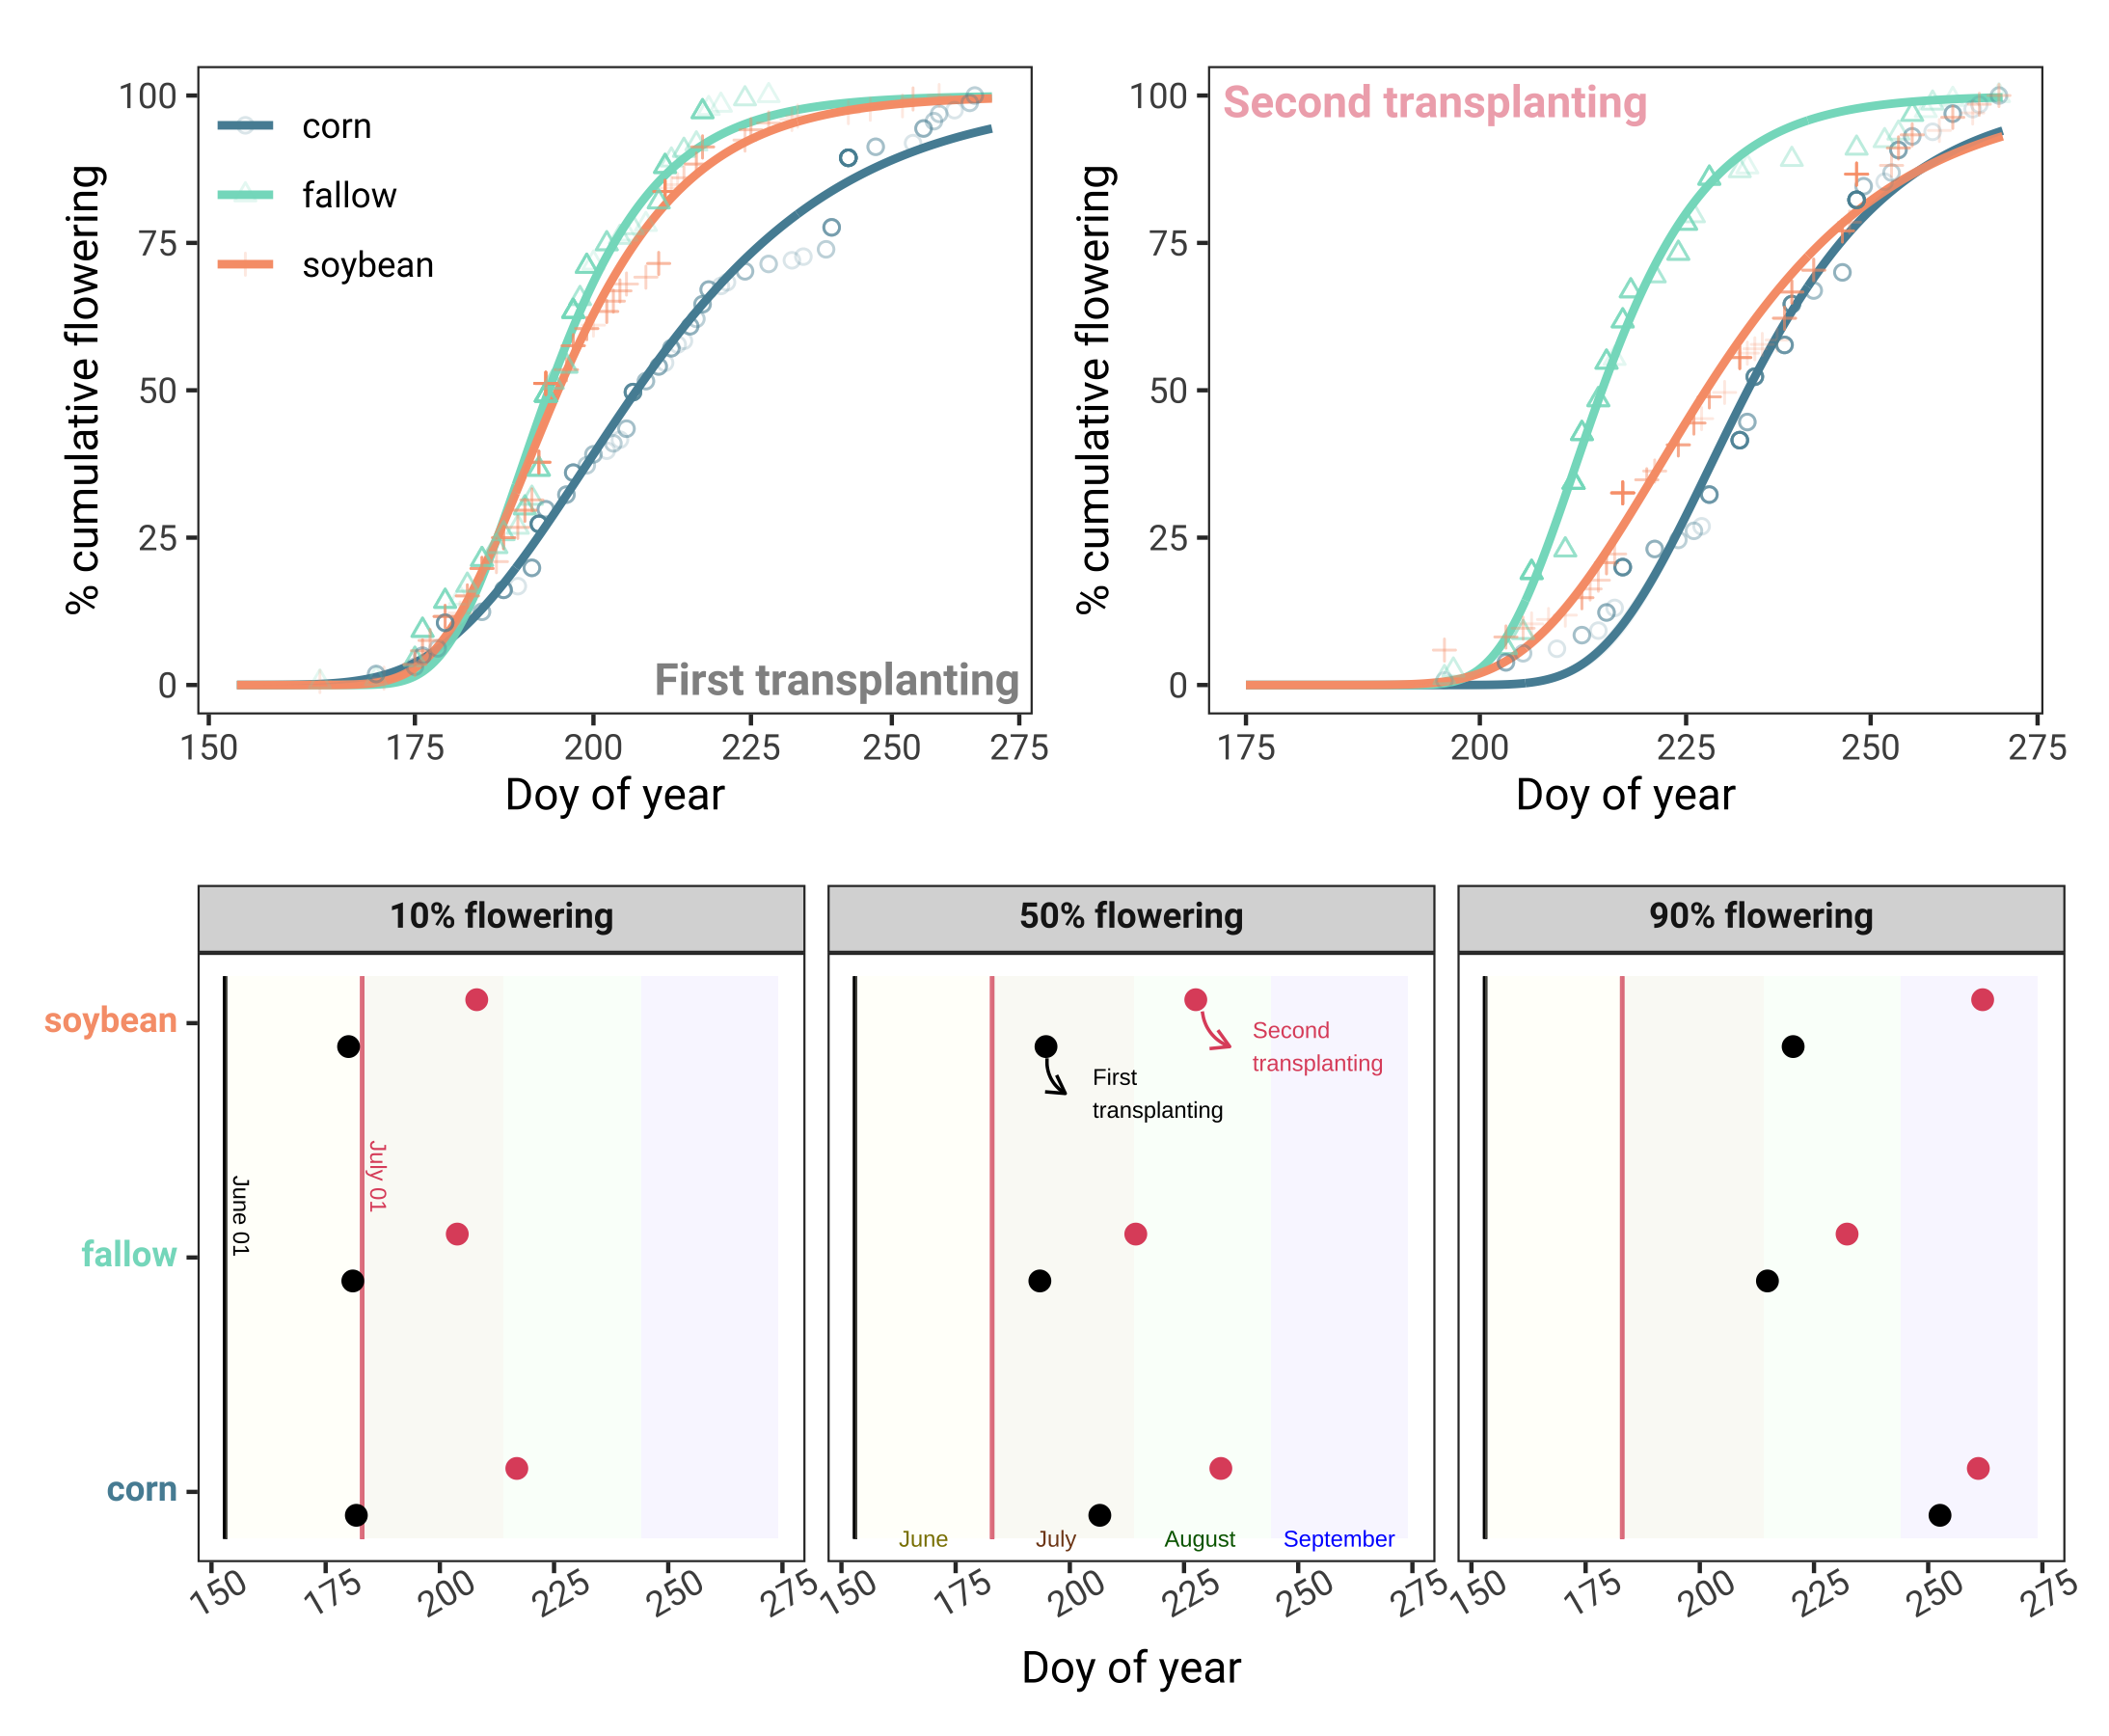 100
75
50
25
0
% cumulative flowering
corn
fallow
soybean
First transplanting
150 175 200 225 250 275
Doy of year
100
75
50
25
0
% cumulative flowering
Second transplanting
175 200 225 250 275
Doy of year
10% flowering
50% flowering
90% flowering
soybean
fallow
corn
June 01
July 01
Second
transplanting
First
transplanting
June July August September
150 175 200 225 250 275
150 175 200 225 250 275
150 175 200 225 250 275
Doy of year